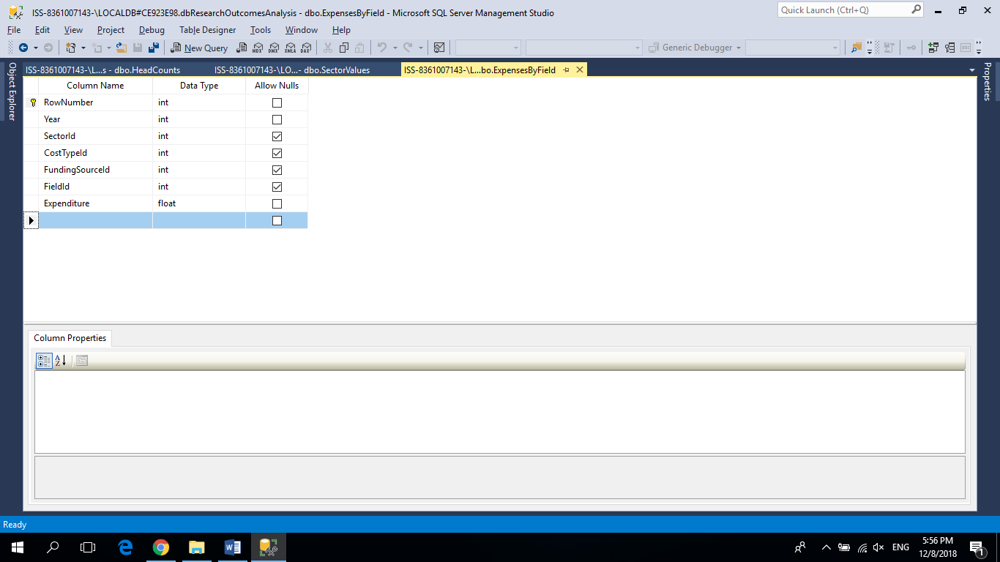 ISS-8361007143-\LOCALDB#CE923E98.dbResearchOutcomesAnalysis - dbo.ExpensesByField - Microsoft SQL Server Management Studio
Quick Launch (Ctrl+Q)
File Edit View Project Debug Table Designer Tools Window Help
New Query MDX DMX XMLA DAX Generic Debugger
Object Explorer
ISS-8361007143-\L...s - dbo.HeadCounts ISS-8361007143-\LO...- dbo.SectorValues ISS-8361007143-\L...bo.ExpensesByField
Properties
Column Name Data Type Allow Nulls
RowNumber int
Year int
SectorId int
CostTypeId int
FundingSourceId int
FieldId int
Expenditure float
Column Properties
A
Z
Ready
ENG
5:56 PM
12/8/2018
1